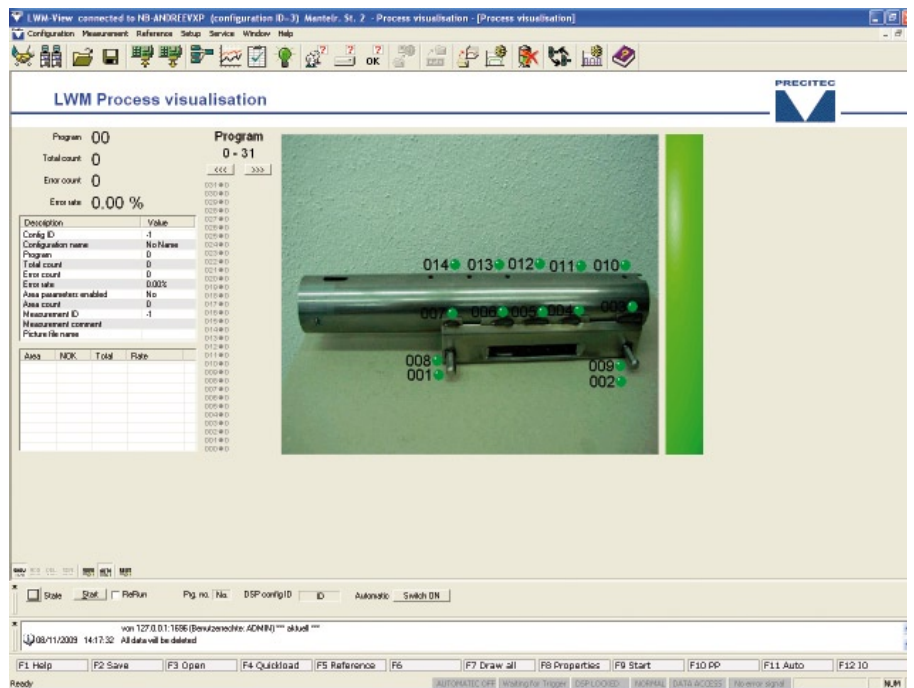 LWM-View connected to NB-ANDREEVXP (configuration ID=3) Mantelr. St. 2 - Process visualisation - [Process visualisation]
Configuration Measurement Reference Setup Service Window Help
OK
PRECITEC
LWM Process visualisation
Program 00
Total count 0
Error count 0
Error rate 0.00 %
Program
0 - 31
<<< >>>
Description Value
Config ID -1
Configuration name No Name
Program 0
Total count 0
Error count 0
Error rate 0.00%
Area parameters enabled No
Area count 0
Measurement ID -1
Measurement comment
Picture file name
Area NOK Total Rate
014 013 012 011 010
007 006 005 004 003
008
001
009
002
State Start ReRun Prg. no. No. DSP config ID ID Automatic Switch ON
von 127.0.0.1:1696 (Benutzerrechte: ADMIN) *** aktuell ***
08/11/2009 14:17:32 All data will be deleted
F1 Help F2 Save F3 Open F4 Quickload F5 Reference F6 F7 Draw all F8 Properties F9 Start F10 PP F11 Auto F12 IO
Ready AUTOMATIC OFF Waiting for Trigger DSP LOCKED NORMAL DATA ACCESS No error signal NUM